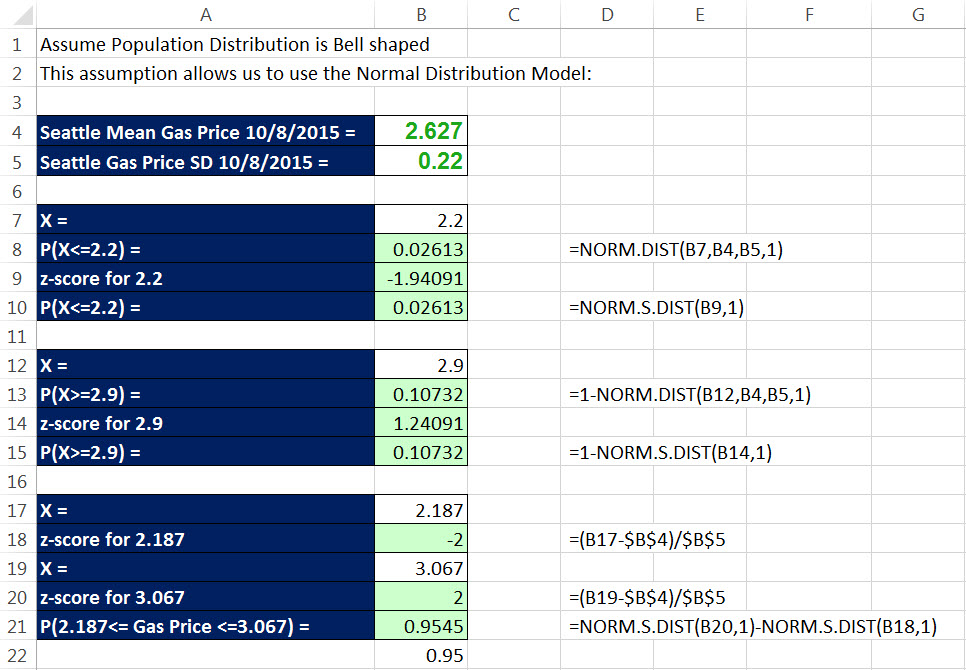 A B C D E F G
1 Assume Population Distribution is Bell shaped
2 This assumption allows us to use the Normal Distribution Model:
3
4 Seattle Mean Gas Price 10/8/2015 = 2.627
5 Seattle Gas Price SD 10/8/2015 = 0.22
6
7 X = 2.2
8 P(X<=2.2) = 0.02613 =NORM.DIST(B7,B4,B5,1)
9 z-score for 2.2 -1.94091
10 P(X<=2.2) = 0.02613 =NORM.S.DIST(B9,1)
11
12 X = 2.9
13 P(X>=2.9) = 0.10732 =1-NORM.DIST(B12,B4,B5,1)
14 z-score for 2.9 1.24091
15 P(X>=2.9) = 0.10732 =1-NORM.S.DIST(B14,1)
16
17 X = 2.187
18 z-score for 2.187 -2 =(B17-$B$4)/$B$5
19 X = 3.067
20 z-score for 3.067 2 =(B19-$B$4)/$B$5
21 P(2.187<= Gas Price <=3.067) = 0.9545 =NORM.S.DIST(B20,1)-NORM.S.DIST(B18,1)
22 0.95